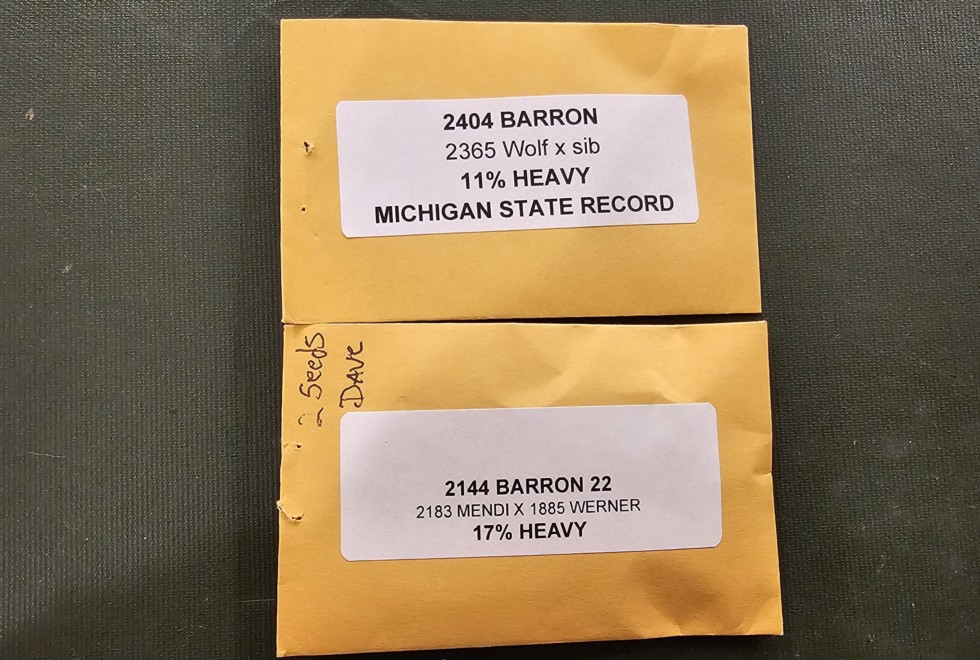 2404 BARRON
2365 Wolf x sib
11% HEAVY
MICHIGAN STATE RECORD
2 Seeds
DAVE
2144 BARRON 22
2183 MENDI X 1885 WERNER
17% HEAVY